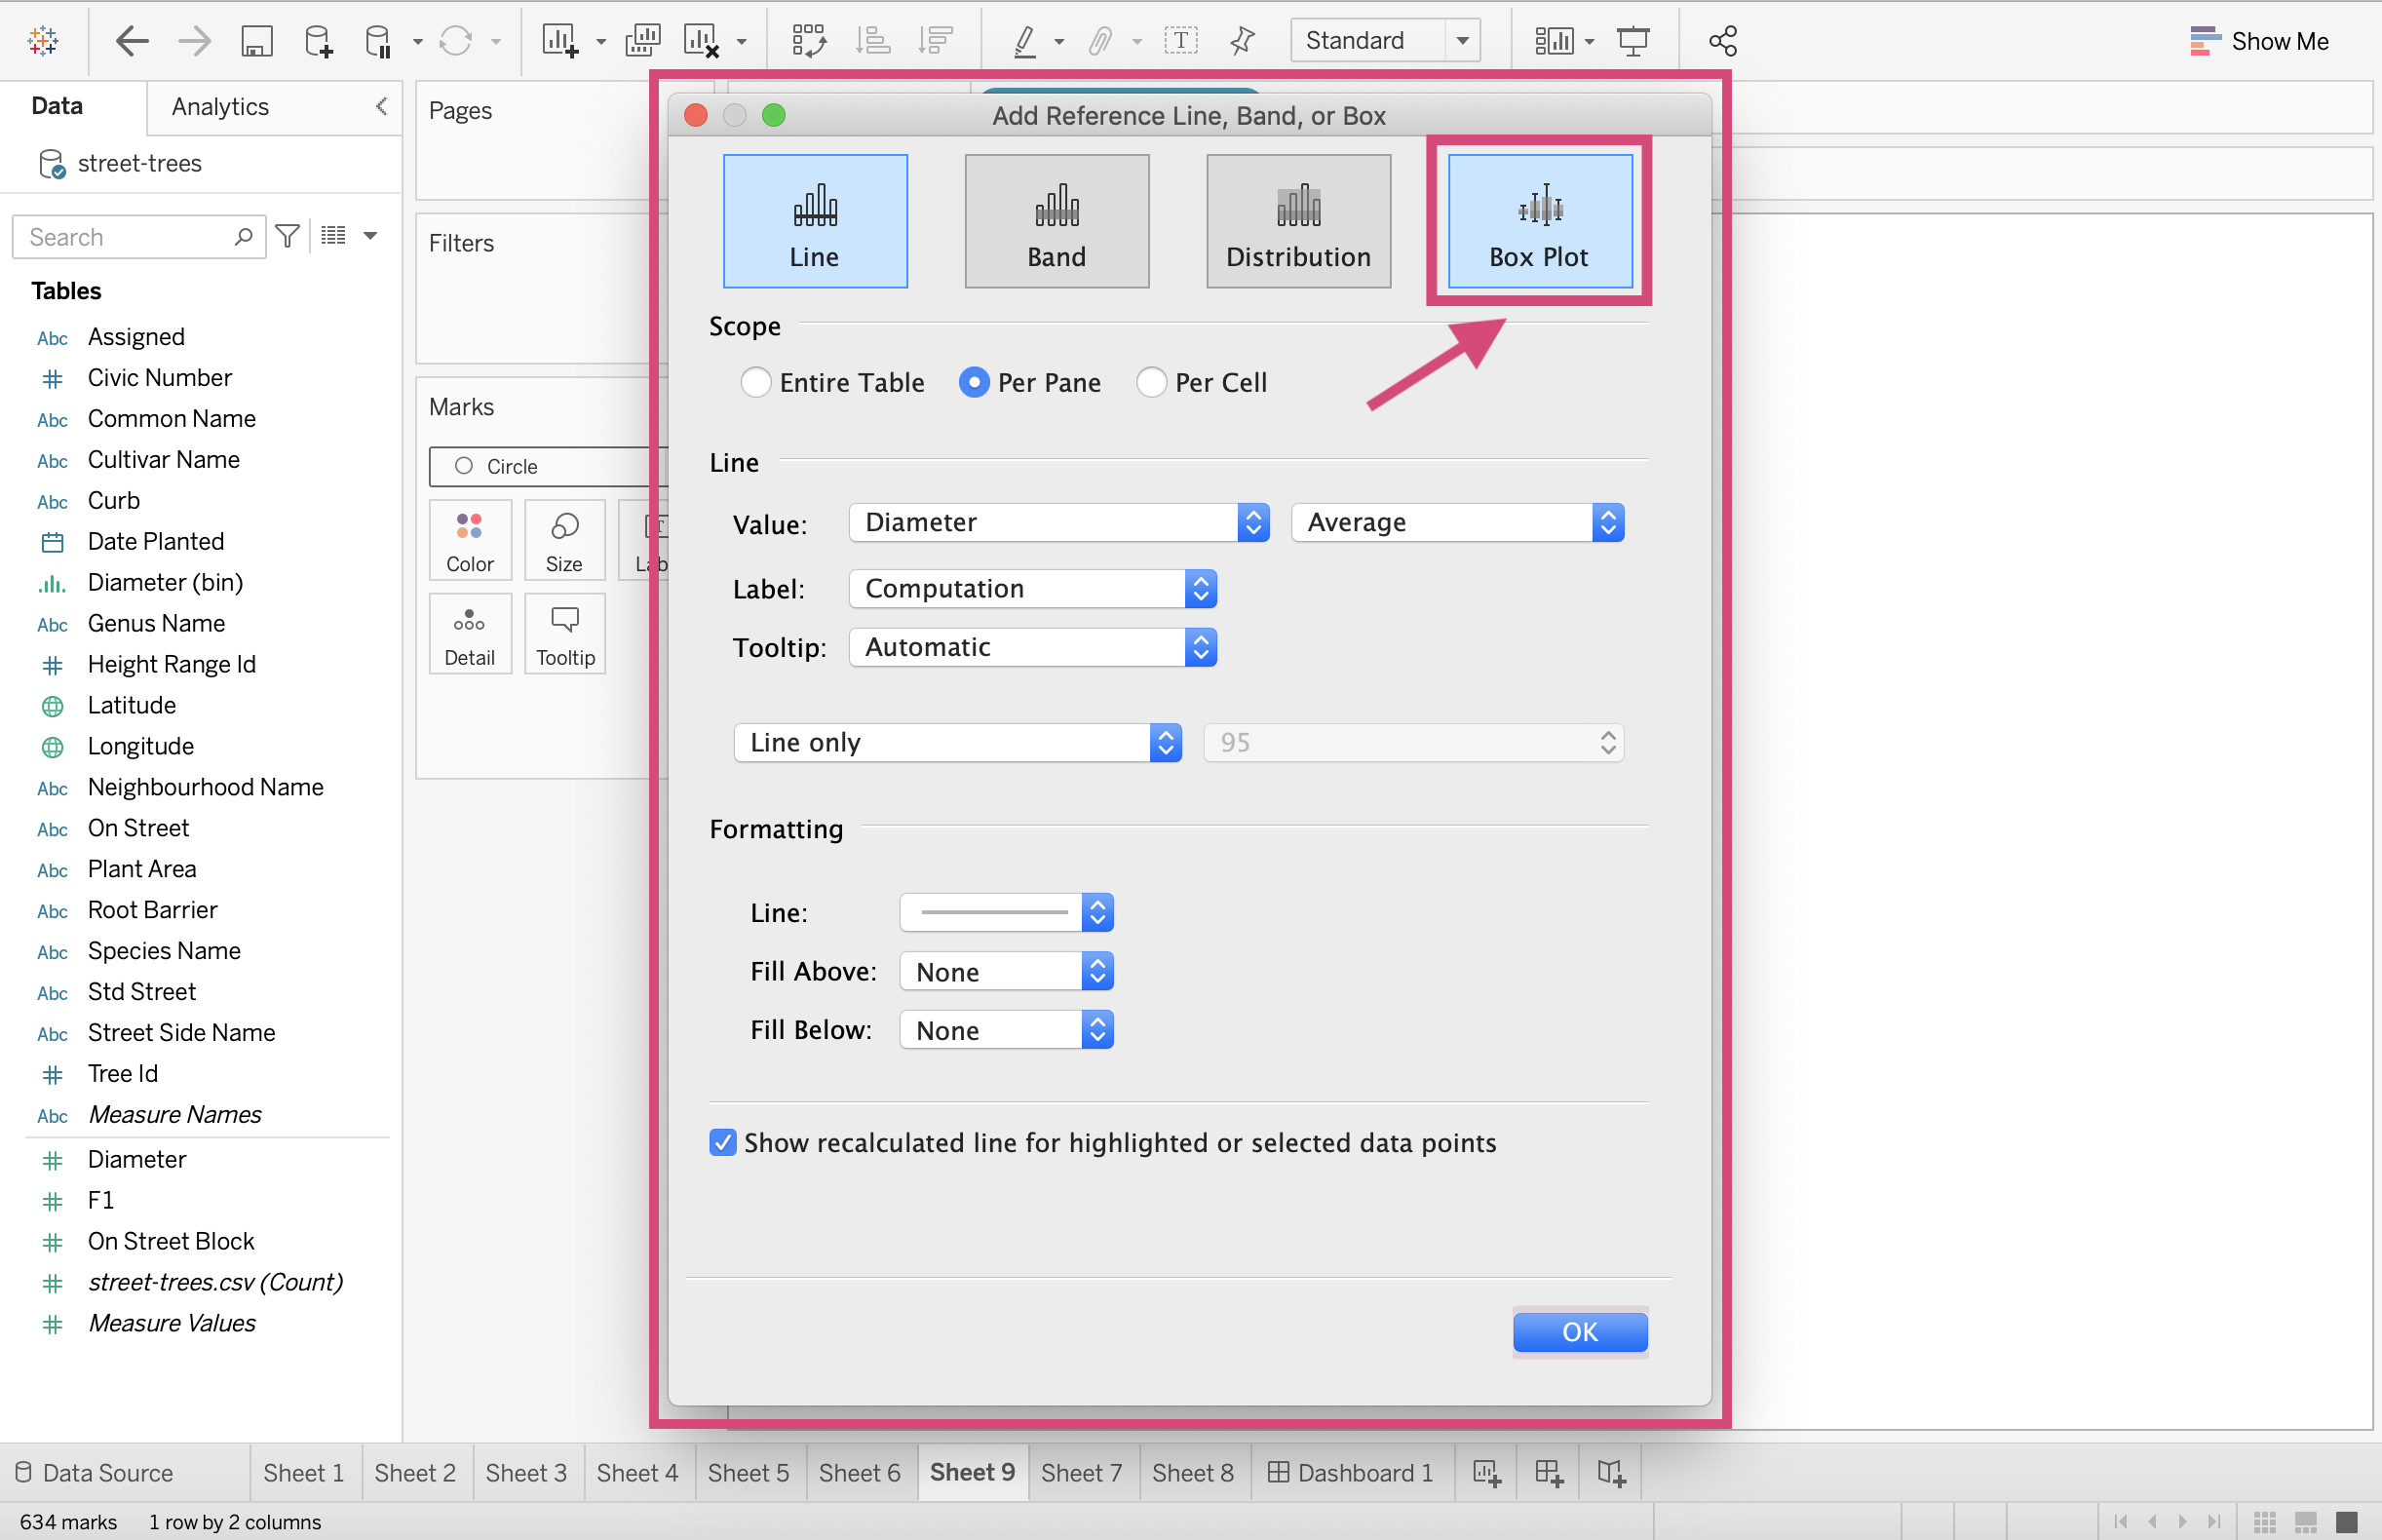 Standard
Show Me
Data
Analytics
street-trees
Search
Tables
Abc Assigned
Civic Number
Abc Common Name
Abc Cultivar Name
Abc Curb
Date Planted
Diameter (bin)
Abc Genus Name
Height Range Id
Latitude
Longitude
Abc Neighbourhood Name
Abc On Street
Abc Plant Area
Abc Root Barrier
Abc Species Name
Abc Std Street
Abc Street Side Name
Tree Id
Abc Measure Names
Diameter
F1
On Street Block
street-trees.csv (Count)
Measure Values
Pages
Filters
Marks
Circle
Color
Size
Lab
Detail
Tooltip
Add Reference Line, Band, or Box
Line
Band
Distribution
Box Plot
Scope
Entire Table
Per Pane
Per Cell
Line
Value: Diameter Average
Label: Computation
Tooltip: Automatic
Line only 95
Formatting
Line:
Fill Above: None
Fill Below: None
Show recalculated line for highlighted or selected data points
OK
Data Source
Sheet 1
Sheet 2
Sheet 3
Sheet 4
Sheet 5
Sheet 6
Sheet 9
Sheet 7
Sheet 8
Dashboard 1
634 marks 1 row by 2 columns